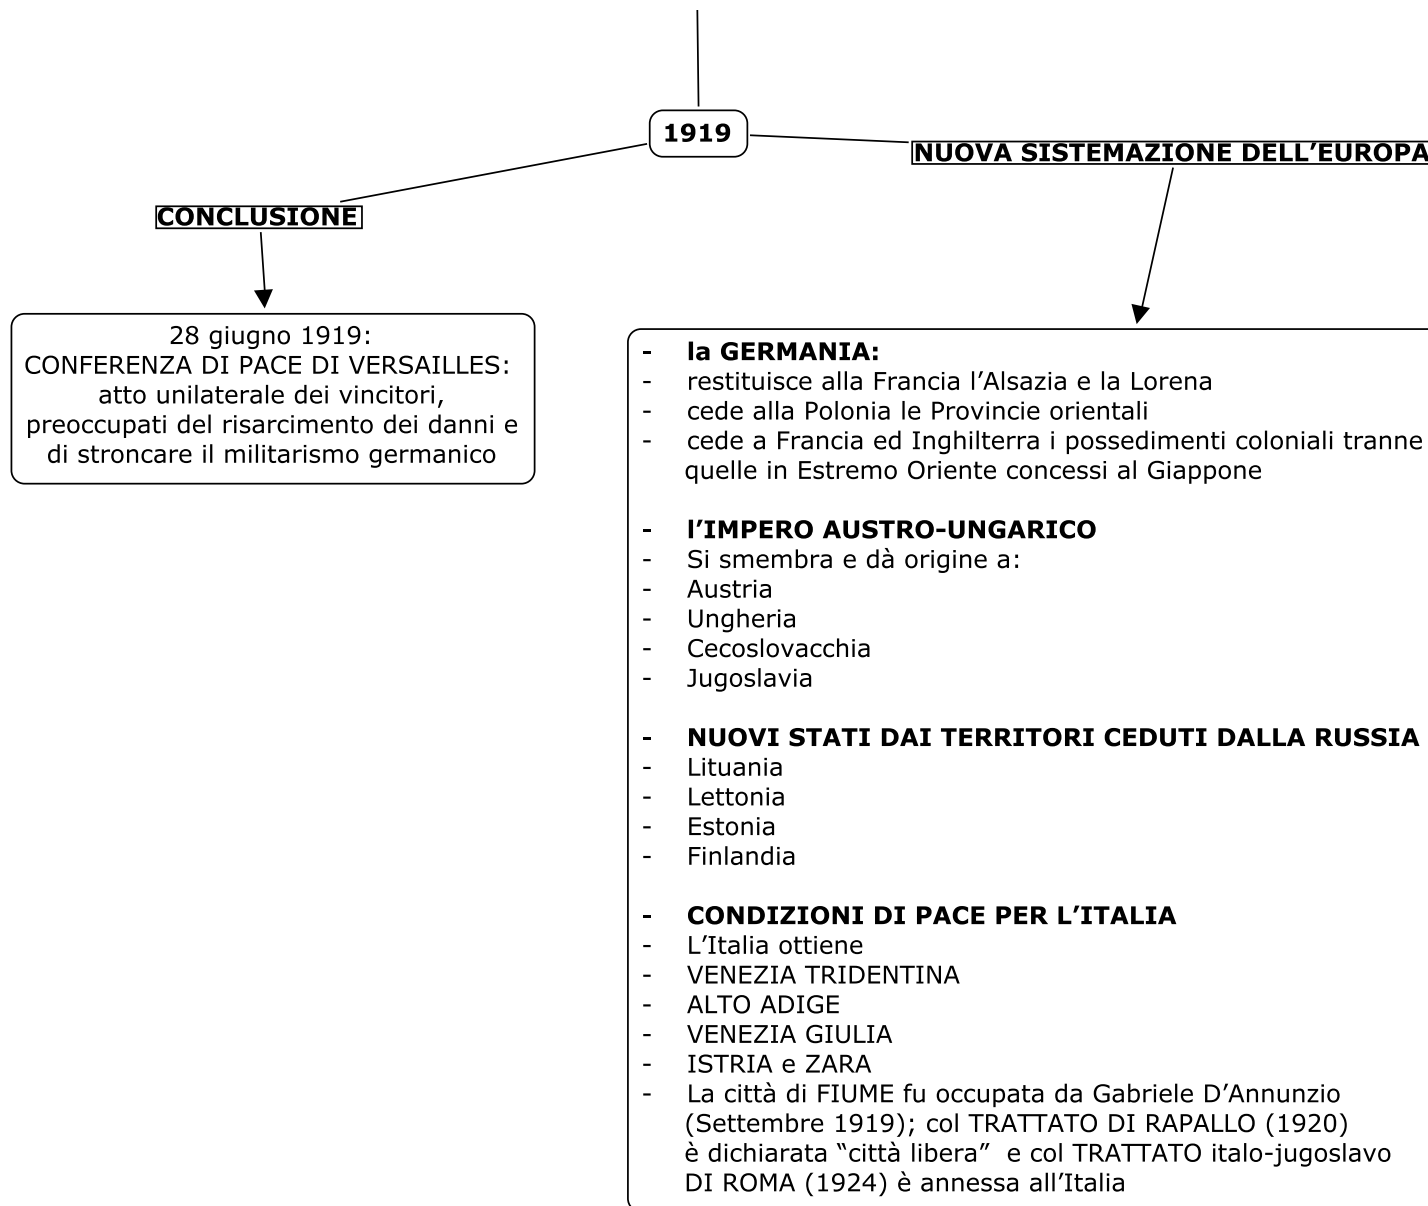 1919
NUOVA SISTEMAZIONE DELL’EUROPA
CONCLUSIONE
28 giugno 1919:
CONFERENZA DI PACE DI VERSAILLES:
atto unilaterale dei vincitori,
preoccupati del risarcimento dei danni e
di stroncare il militarismo germanico
- la GERMANIA:
- restituisce alla Francia l’Alsazia e la Lorena
- cede alla Polonia le Provincie orientali
- cede a Francia ed Inghilterra i possedimenti coloniali tranne
quelle in Estremo Oriente concessi al Giappone
- l’IMPERO AUSTRO-UNGARICO
- Si smembra e dà origine a:
- Austria
- Ungheria
- Cecoslovacchia
- Jugoslavia
- NUOVI STATI DAI TERRITORI CEDUTI DALLA RUSSIA
- Lituania
- Lettonia
- Estonia
- Finlandia
- CONDIZIONI DI PACE PER L’ITALIA
- L’Italia ottiene
- VENEZIA TRIDENTINA
- ALTO ADIGE
- VENEZIA GIULIA
- ISTRIA e ZARA
- La città di FIUME fu occupata da Gabriele D’Annunzio
(Settembre 1919); col TRATTATO DI RAPALLO (1920)
è dichiarata “città libera” e col TRATTATO italo-jugoslavo
DI ROMA (1924) è annessa all’Italia